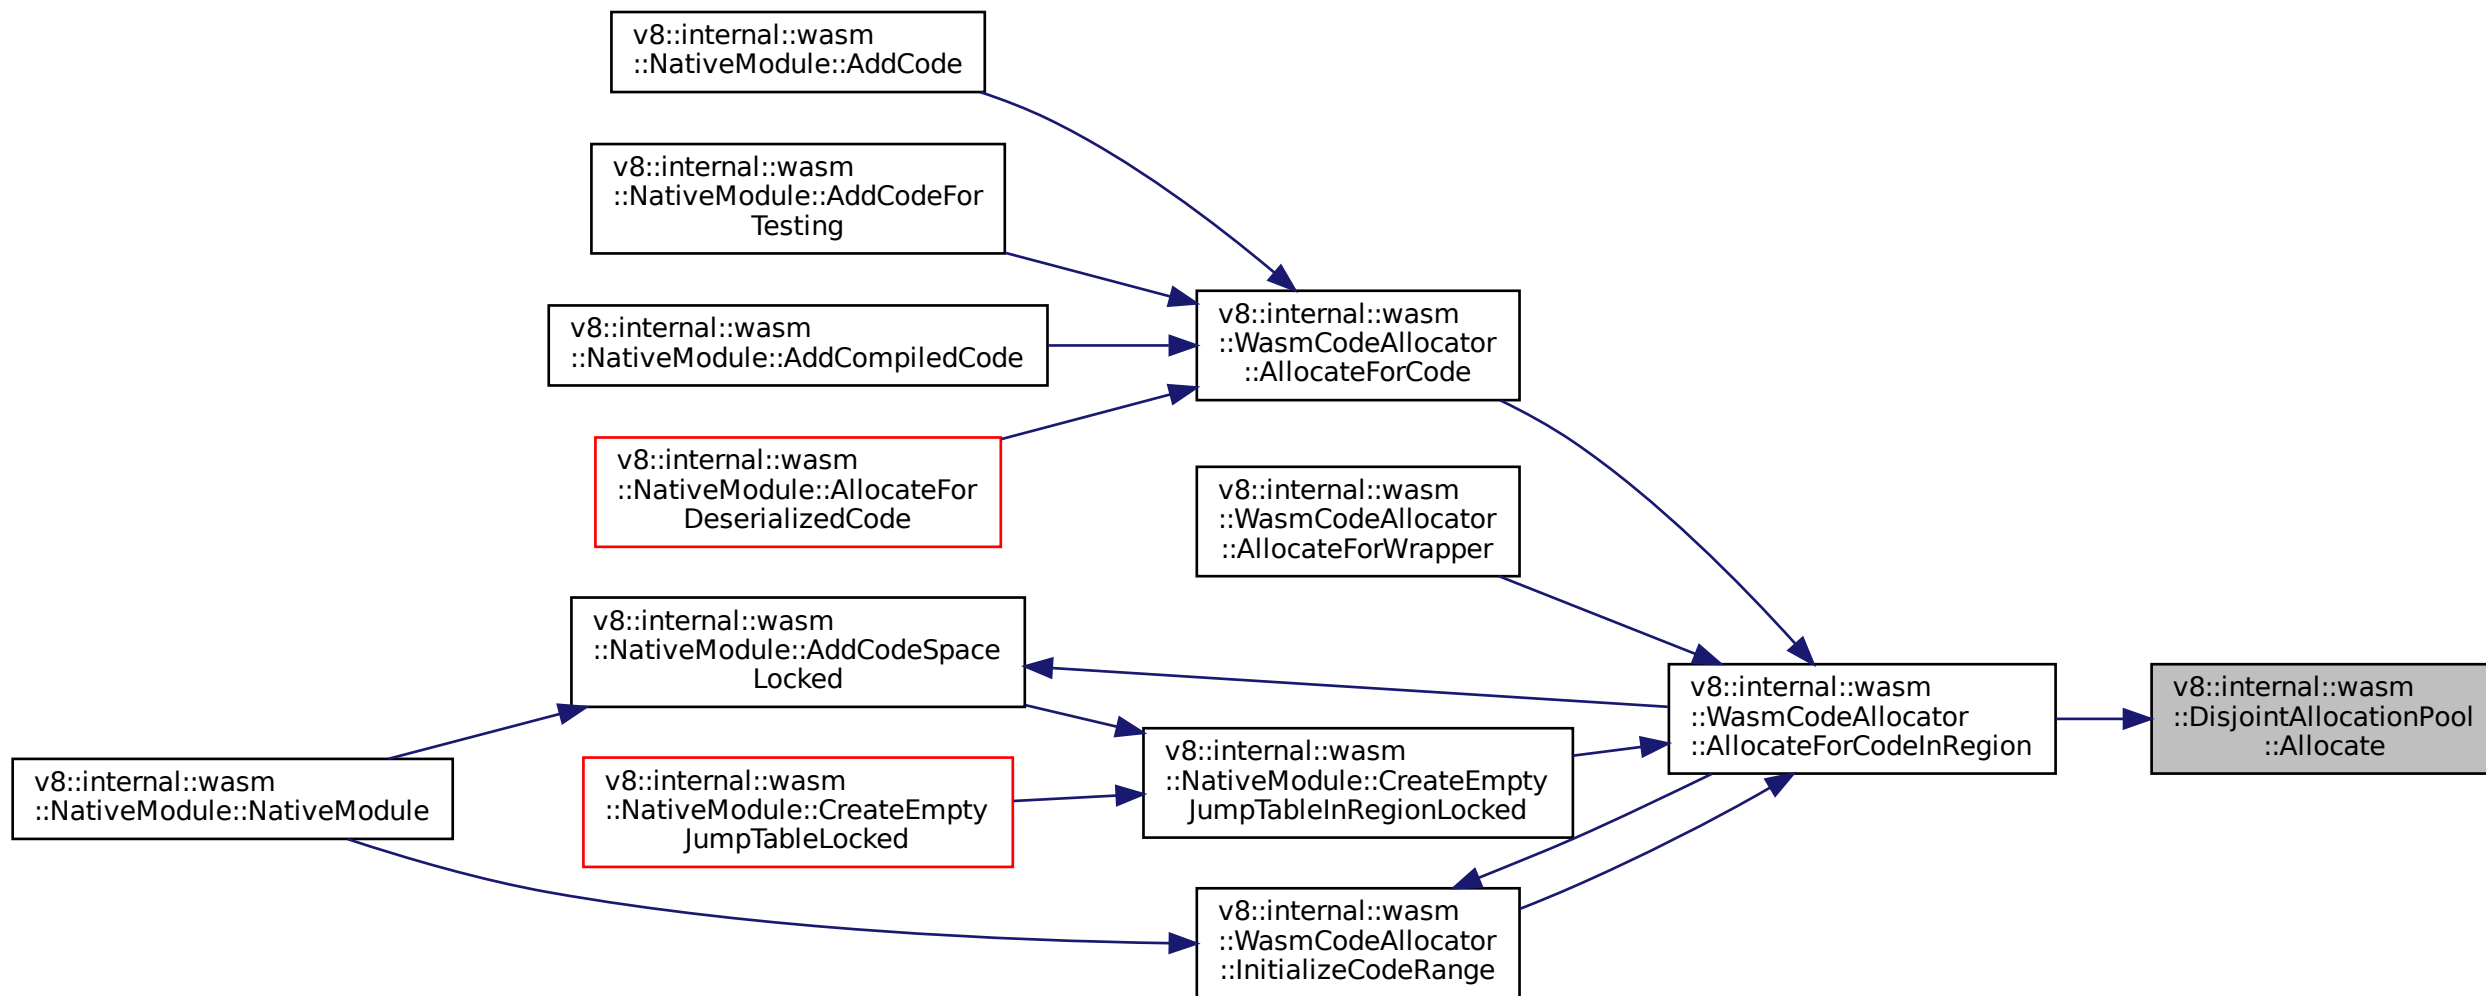 v8::internal::wasm
::NativeModule::AddCode
v8::internal::wasm
::NativeModule::AddCodeFor
Testing
v8::internal::wasm
::NativeModule::AddCompiledCode
v8::internal::wasm
::NativeModule::AllocateFor
DeserializedCode
v8::internal::wasm
::WasmCodeAllocator
::AllocateForCode
v8::internal::wasm
::WasmCodeAllocator
::AllocateForWrapper
v8::internal::wasm
::NativeModule::AddCodeSpace
Locked
v8::internal::wasm
::NativeModule::NativeModule
v8::internal::wasm
::NativeModule::CreateEmpty
JumpTableLocked
v8::internal::wasm
::NativeModule::CreateEmpty
JumpTableInRegionLocked
v8::internal::wasm
::WasmCodeAllocator
::InitializeCodeRange
v8::internal::wasm
::WasmCodeAllocator
::AllocateForCodeInRegion
v8::internal::wasm
::DisjointAllocationPool
::Allocate